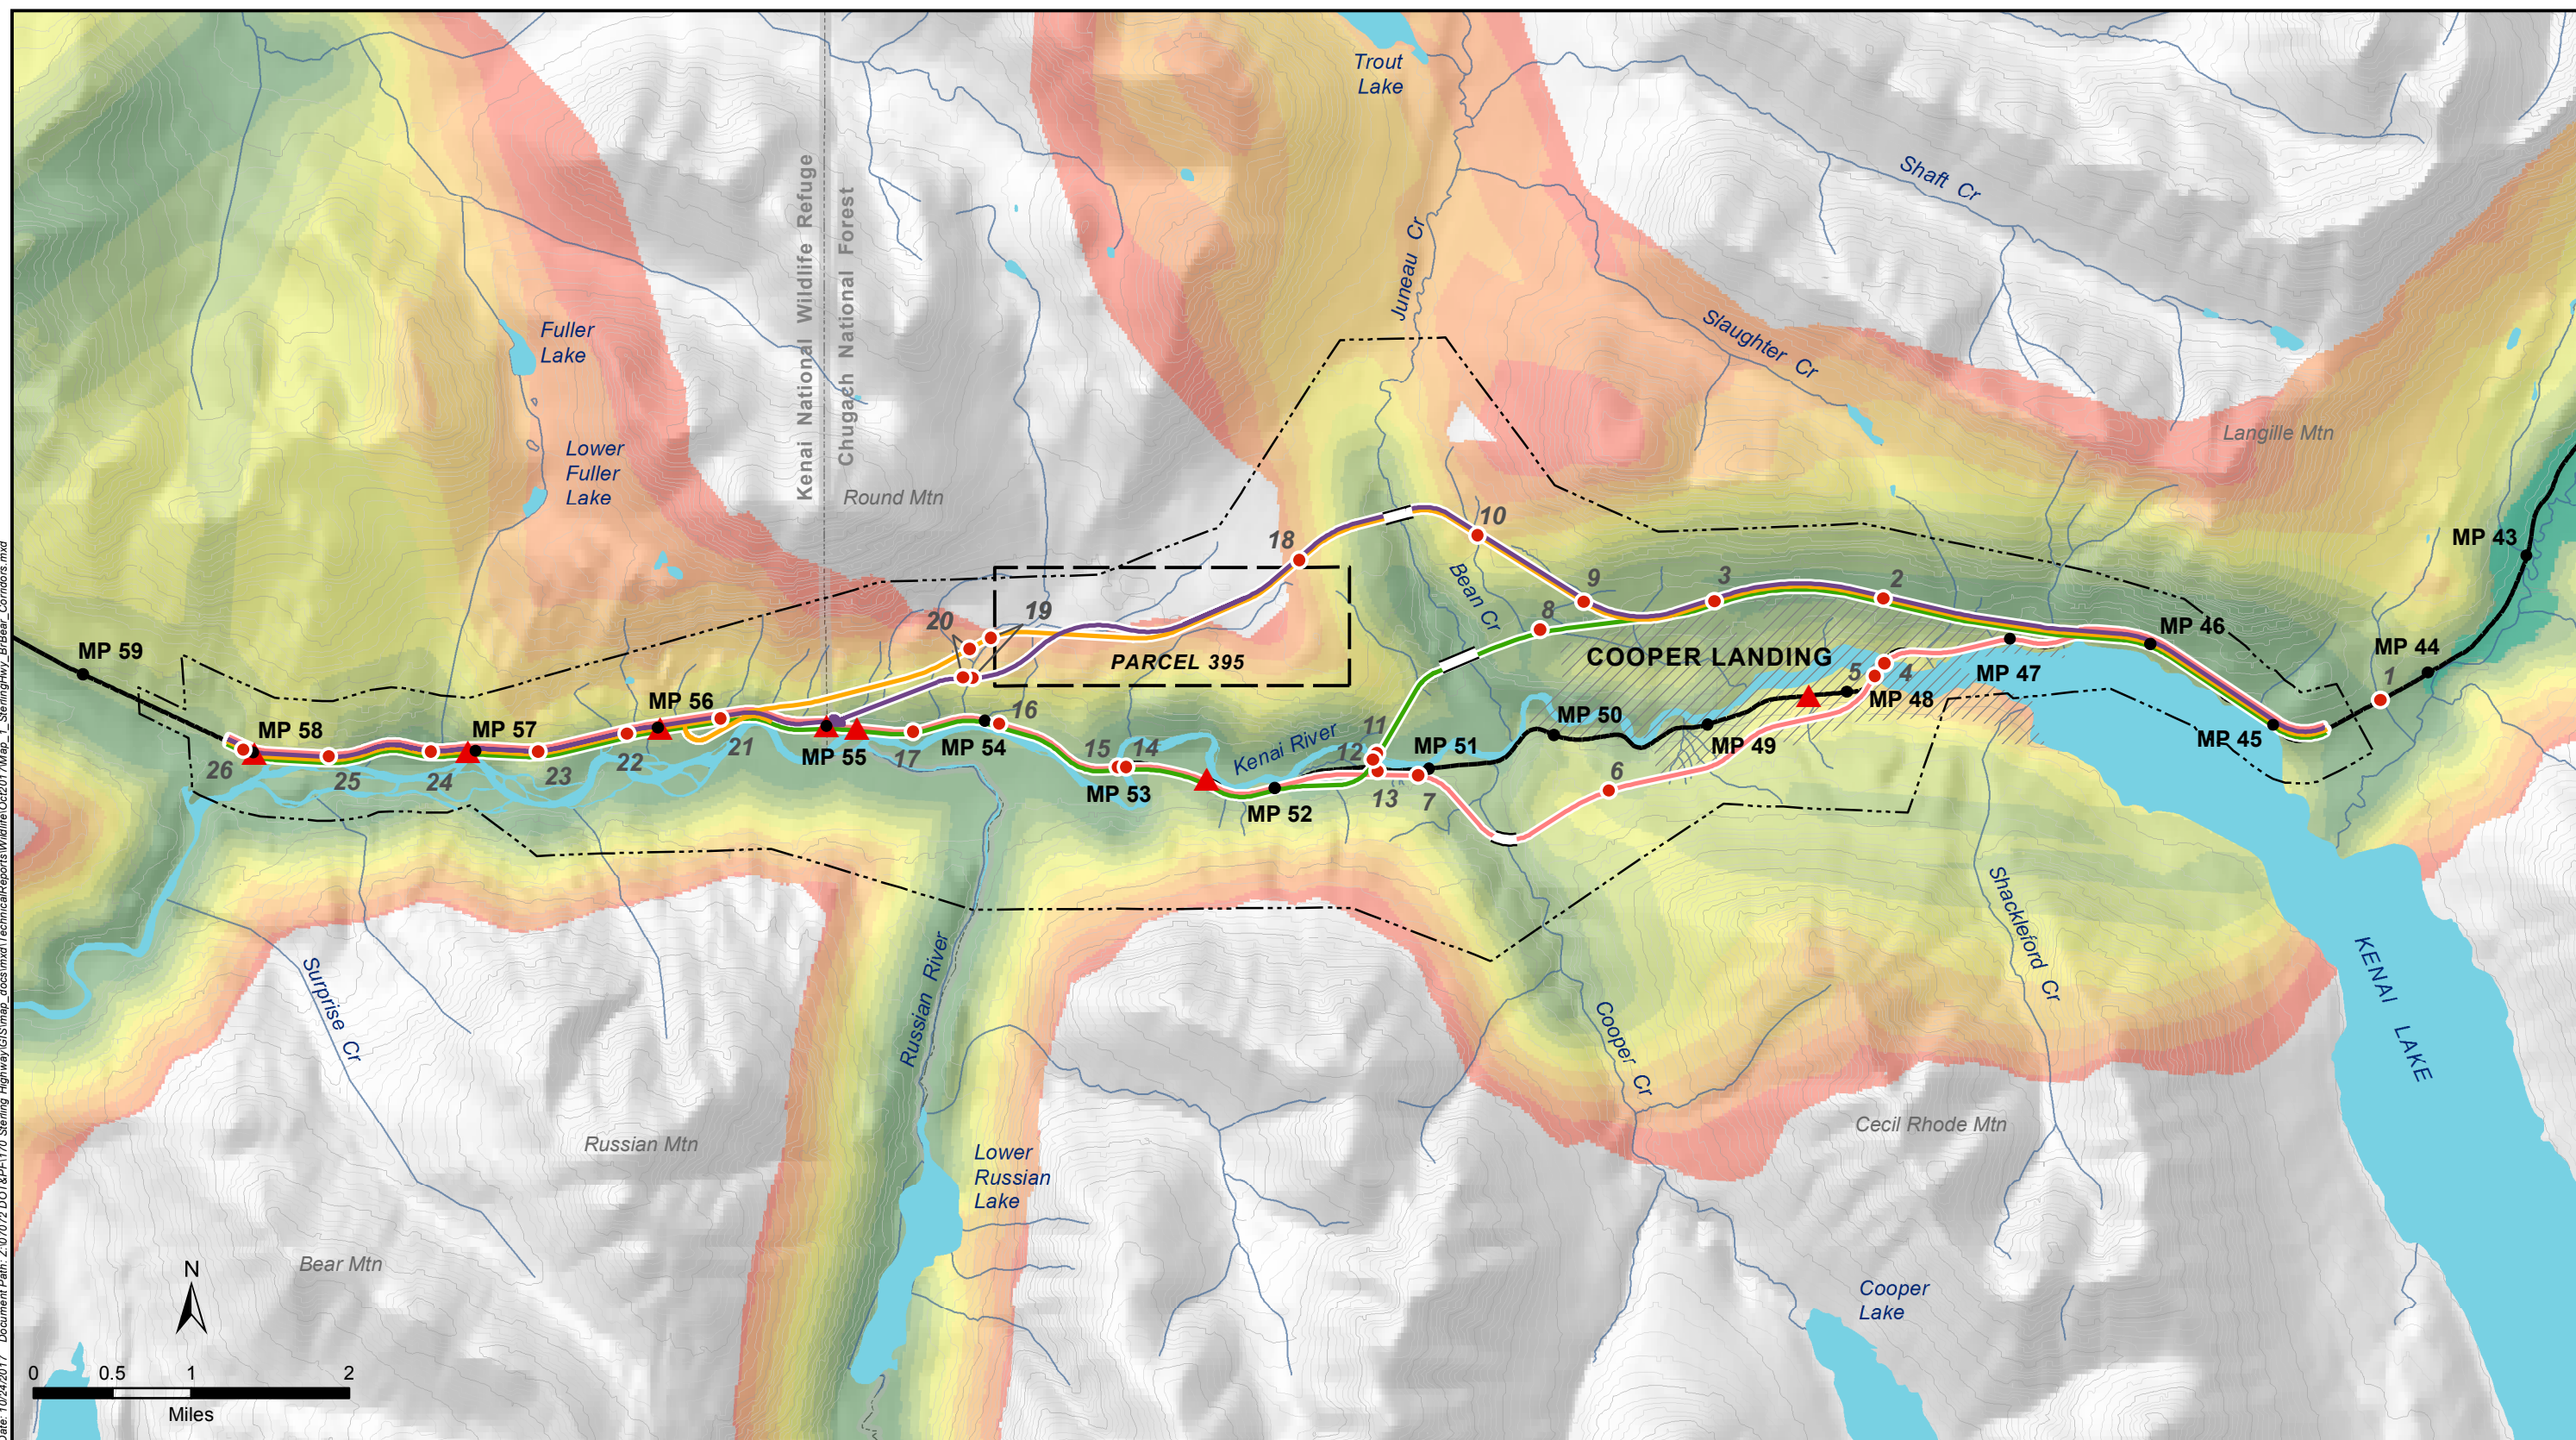 Trout
Lake
Shaft Cr
Kenai National Wildlife Refuge
Chugach National Forest
Juneau Cr
Slaughter Cr
Fuller
Lake
Langille Mtn
Lower
Fuller
Lake
Round Mtn
10
MP 43
18
Bean Cr
9
3
2
8
20
19
MP 46
MP 59
PARCEL 395
COOPER LANDING
MP 44
1
5
4
MP 47
MP 56
MP 48
16
MP 50
11
MP 58
MP 57
21
MP 55
17
MP 54
15
14
Kenai River
12
MP 51
MP 49
MP 45
26
25
24
23
22
MP 53
13
7
6
MP 52
Shackleford Cr
Russian River
Surprise Cr
KENAI LAKE
Cooper Cr
Russian Mtn
Lower
Russian
Lake
Cecil Rhode Mtn
Bear Mtn
N
Cooper
Lake
0 0.5 1 2
Miles